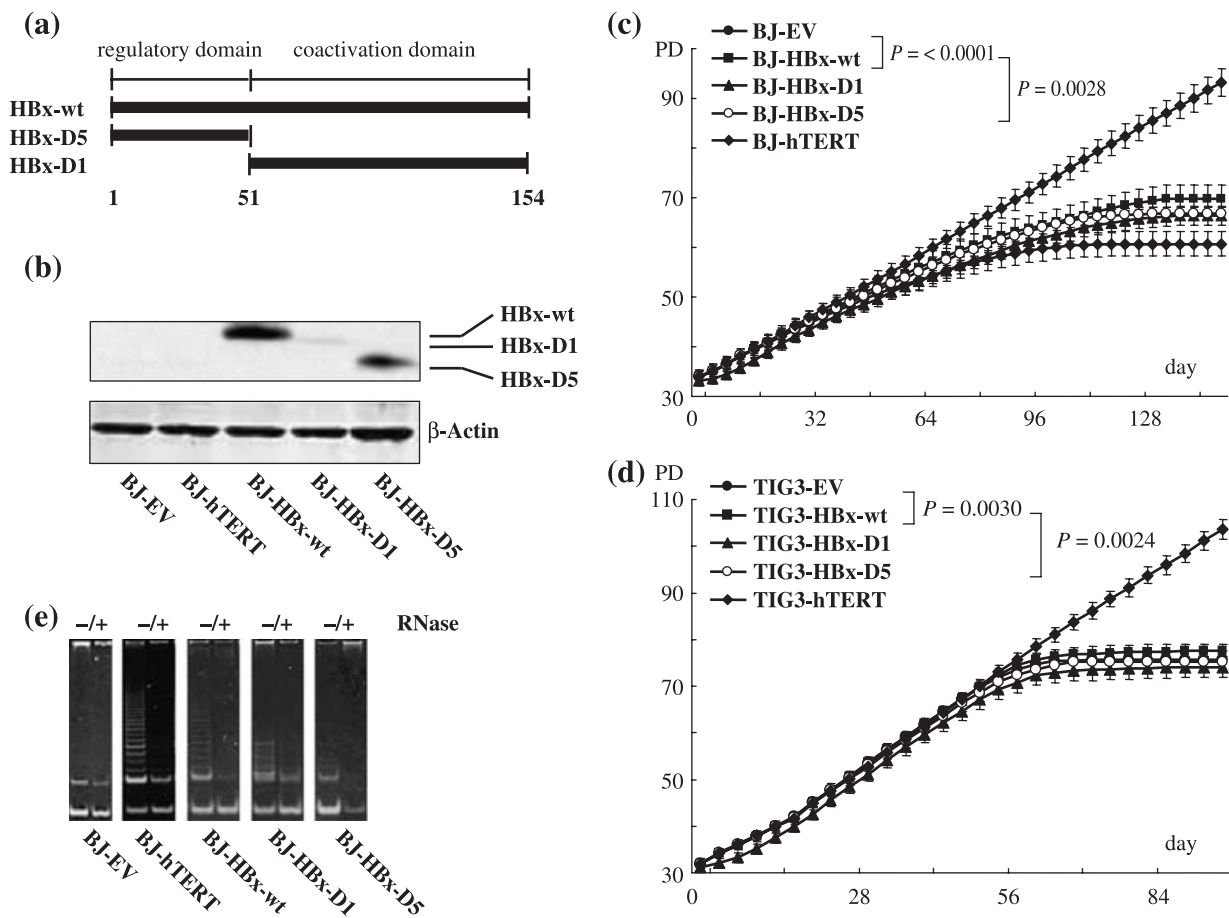 (a)
regulatory domain coactivation domain
HBx-wt
HBx-D5
HBx-D1
1 51 154
(b)
HBx-wt
HBx-D1
HBx-D5
β-Actin
BJ-EV
BJ-hTERT
BJ-HBx-wt
BJ-HBx-D1
BJ-HBx-D5
(e)
–/+ –/+ –/+ –/+ –/+ RNase
BJ-EV
BJ-hTERT
BJ-HBx-wt
BJ-HBx-D1
BJ-HBx-D5
(c)
PD
BJ-EV
BJ-HBx-wt
BJ-HBx-D1
BJ-HBx-D5
BJ-hTERT
P = < 0.0001
P = 0.0028
90
70
50
30
day
0 32 64 96 128
(d)
PD
TIG3-EV
TIG3-HBx-wt
TIG3-HBx-D1
TIG3-HBx-D5
TIG3-hTERT
P = 0.0030
P = 0.0024
110
90
70
50
30
day
0 28 56 84